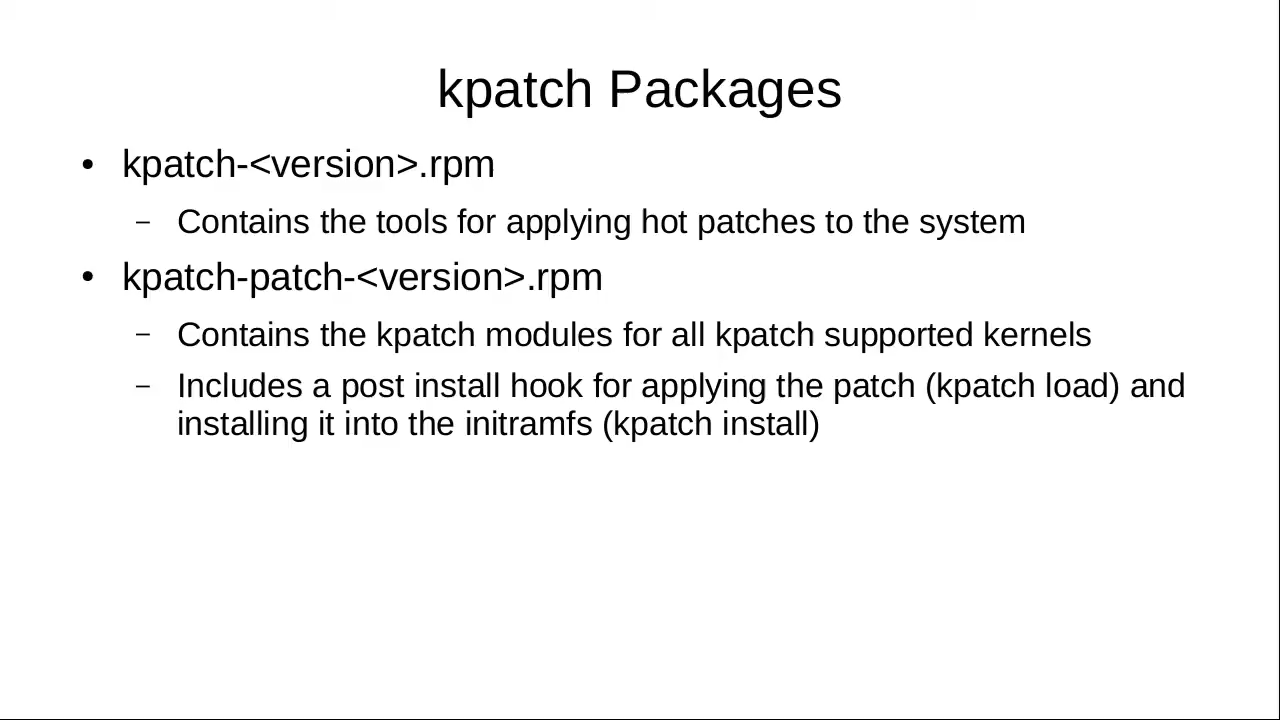 kpatch Packages
• kpatch-<version>.rpm
– Contains the tools for applying hot patches to the system
• kpatch-patch-<version>.rpm
– Contains the kpatch modules for all kpatch supported kernels
– Includes a post install hook for applying the patch (kpatch load) and
installing it into the initramfs (kpatch install)